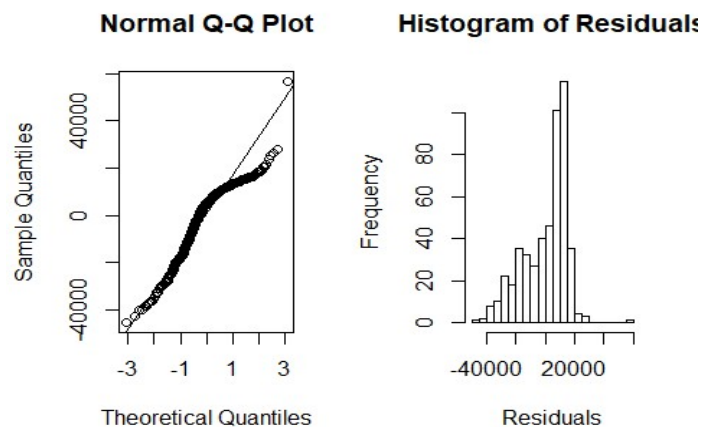 Normal Q-Q Plot
Sample Quantiles
40000
0
-40000
-3
-1
1
3
Theoretical Quantiles
Histogram of Residuals
Frequency
80
60
40
20
0
-40000
20000
Residuals